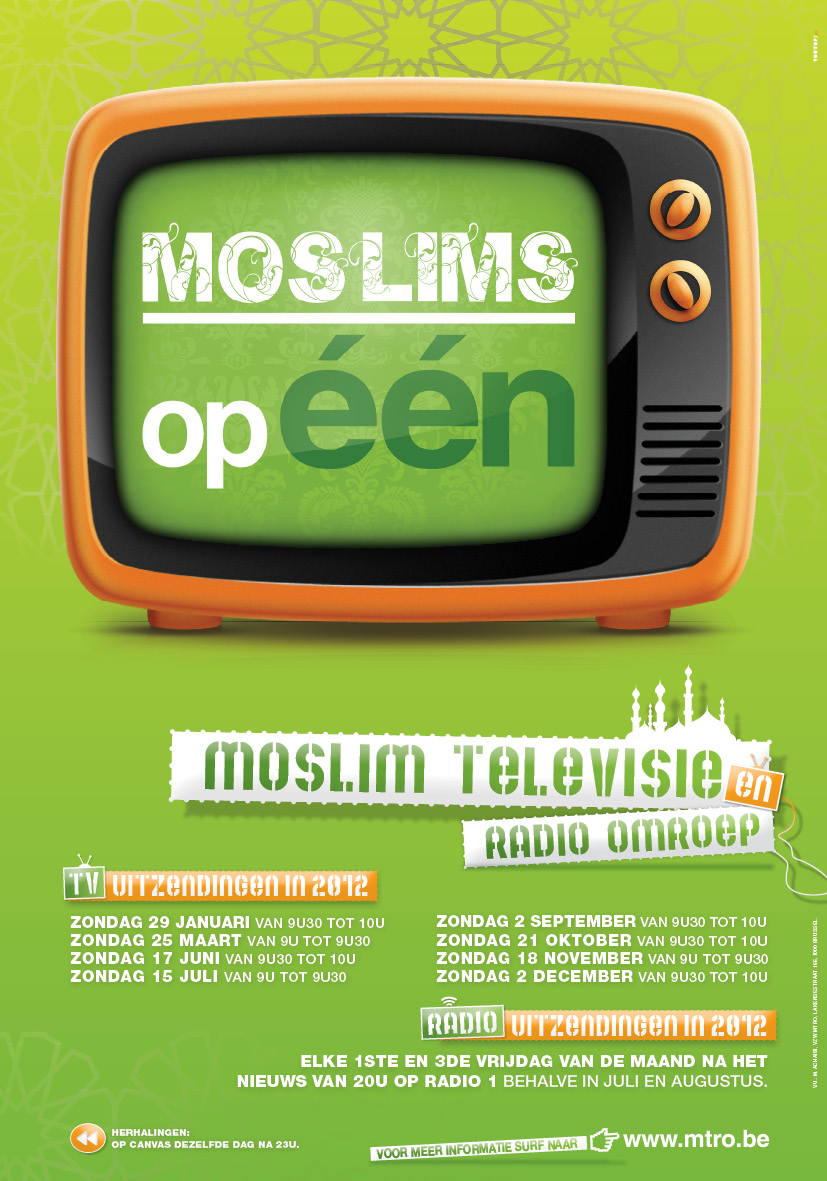 MOSLIMS
op één
MOSLIM TELEVISIE en
RADIO OMROEP
TV UITZENDINGEN IN 2012
ZONDAG 29 JANUARI VAN 9U30 TOT 10U
ZONDAG 25 MAART VAN 9U TOT 9U30
ZONDAG 17 JUNI VAN 9U30 TOT 10U
ZONDAG 15 JULI VAN 9U TOT 9U30
ZONDAG 2 SEPTEMBER VAN 9U30 TOT 10U
ZONDAG 21 OKTOBER VAN 9U30 TOT 10U
ZONDAG 18 NOVEMBER VAN 9U TOT 9U30
ZONDAG 2 DECEMBER VAN 9U30 TOT 10U
RADIO UITZENDINGEN IN 2012
ELKE 1STE EN 3DE VRIJDAG VAN DE MAAND NA HET
NIEUWS VAN 20U OP RADIO 1 BEHALVE IN JULI EN AUGUSTUS.
HERHALINGEN:
OP CANVAS DEZELFDE DAG NA 23U.
VOOR MEER INFORMATIE SURF NAAR www.mtro.be